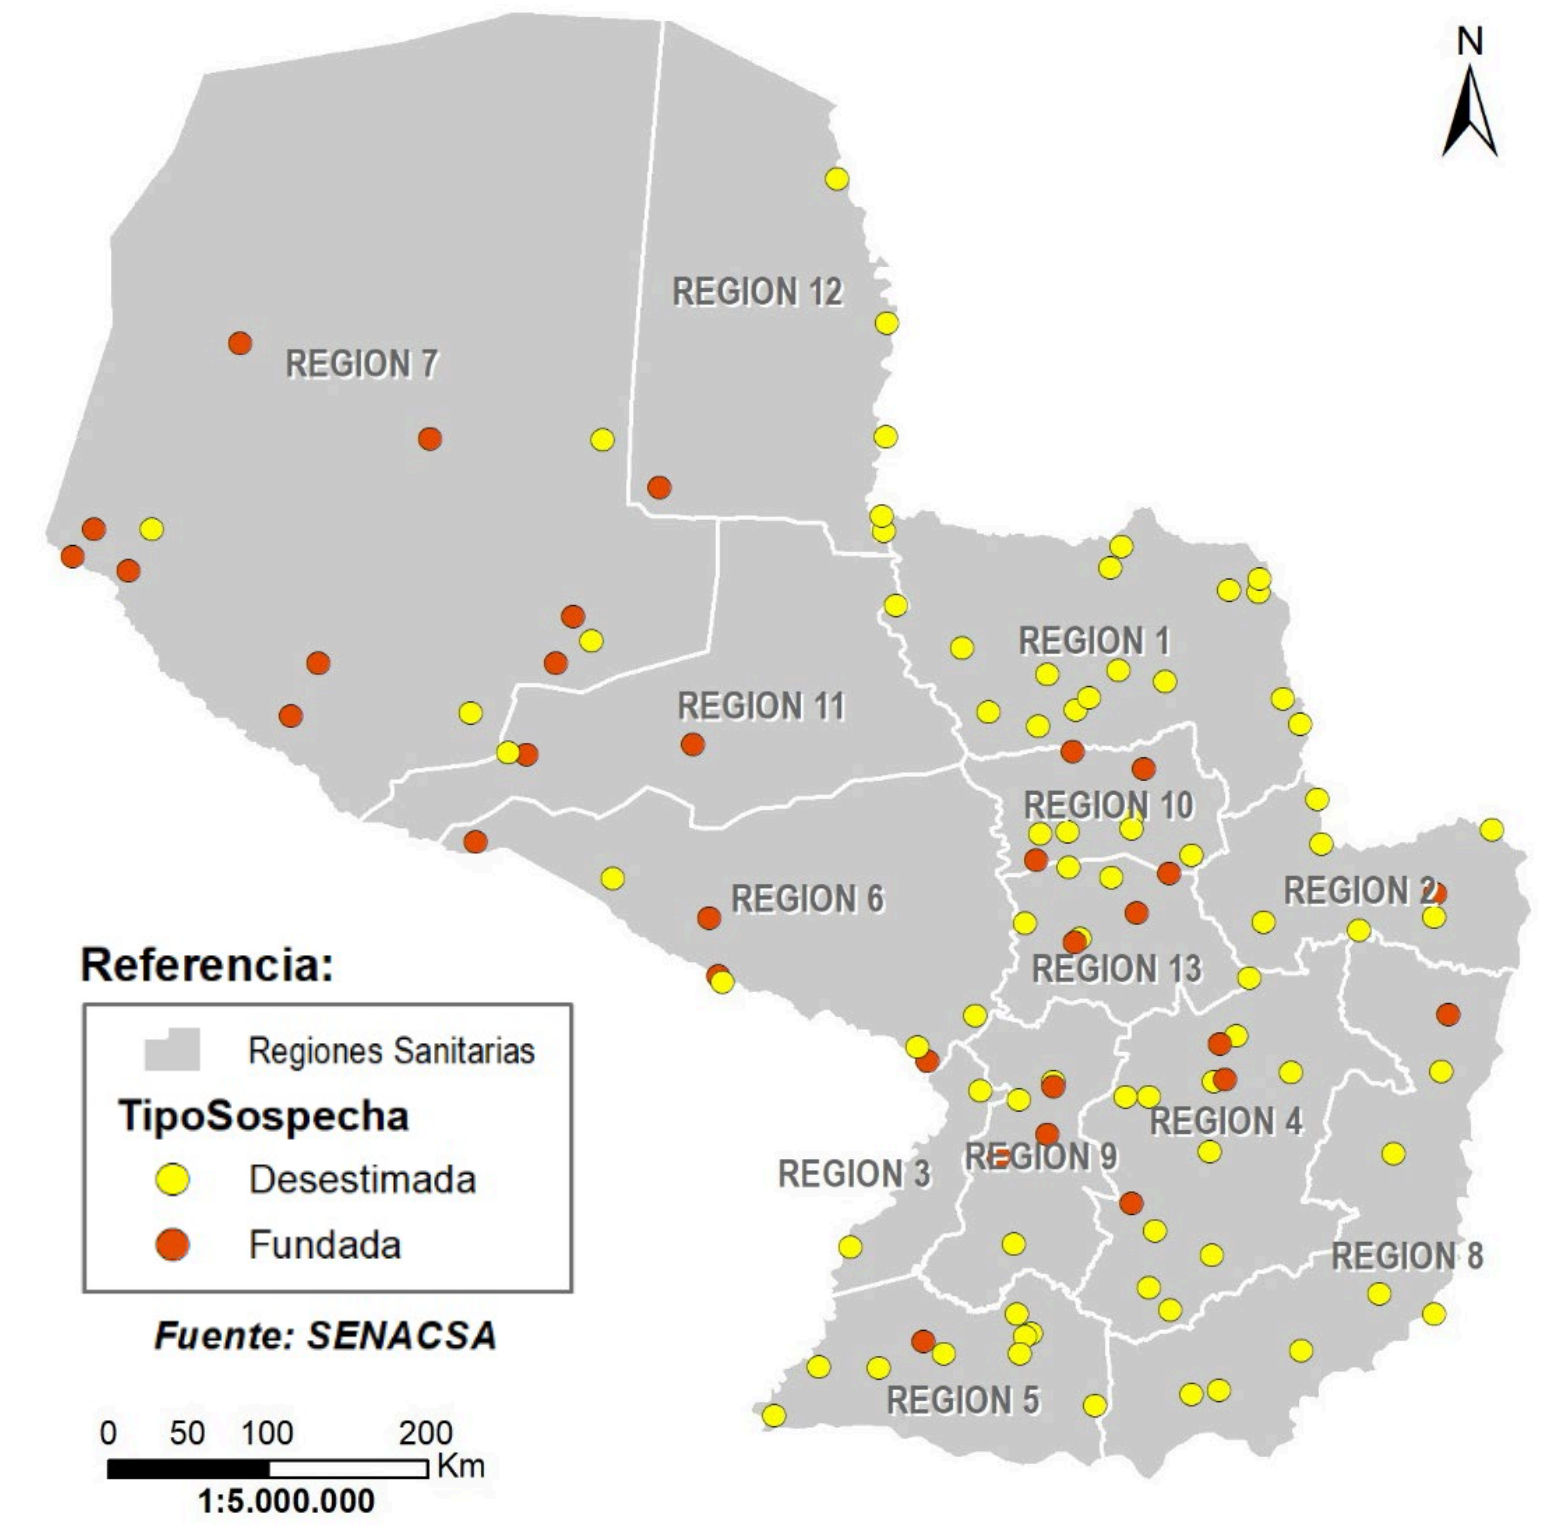 N
REGION 12
REGION 7
REGION 1
REGION 11
REGION 10
REGION 2
REGION 6
REGION 13
REGION 4
REGION 9
REGION 3
REGION 8
REGION 5
Referencia:
Regiones Sanitarias
TipoSospecha
Desestimada
Fundada
Fuente: SENACSA
0 50 100 200
Km
1:5.000.000